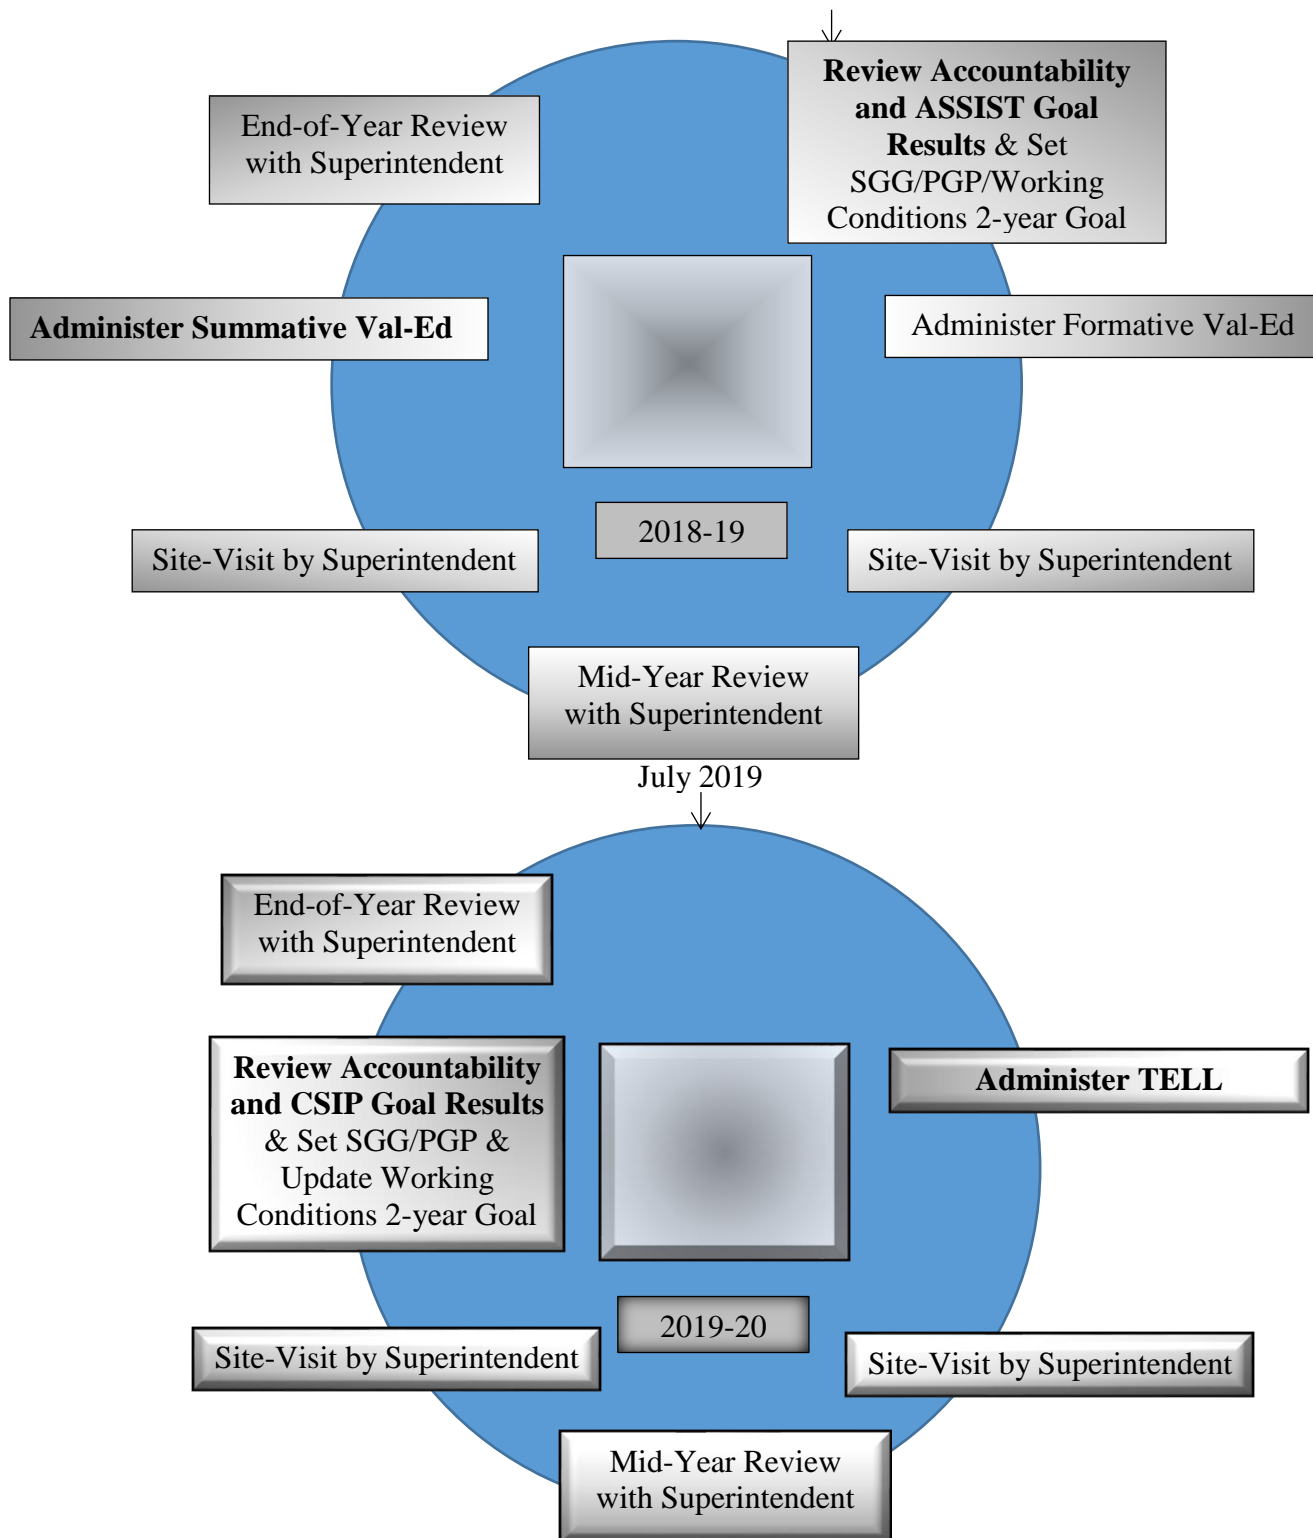 Review Accountability
and ASSIST Goal
Results & Set
SGG/PGP/Working
Conditions 2-year Goal
End-of-Year Review
with Superintendent
Administer Summative Val-Ed
Administer Formative Val-Ed
2018-19
Site-Visit by Superintendent
Site-Visit by Superintendent
Mid-Year Review
with Superintendent
July 2019
End-of-Year Review
with Superintendent
Review Accountability
and CSIP Goal Results
& Set SGG/PGP &
Update Working
Conditions 2-year Goal
Administer TELL
2019-20
Site-Visit by Superintendent
Site-Visit by Superintendent
Mid-Year Review
with Superintendent